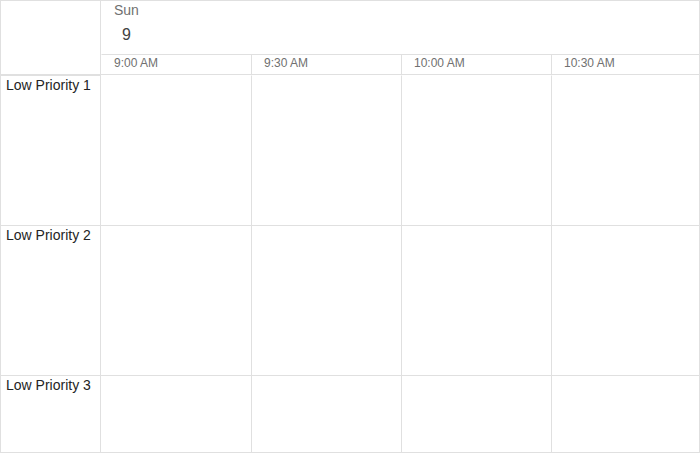 Sun
9
9:00 AM
9:30 AM
10:00 AM
10:30 AM
Low Priority 1
Low Priority 2
Low Priority 3